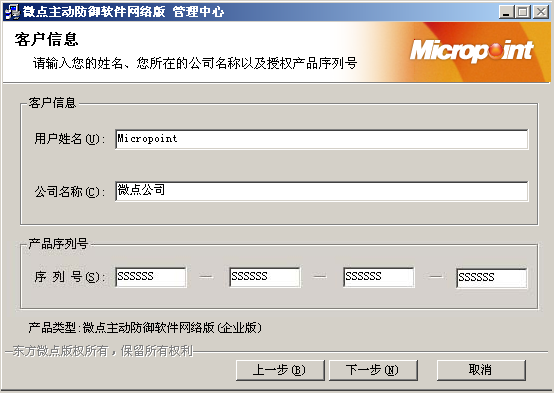 微点主动防御软件网络版 管理中心
客户信息
请输入您的姓名、您所在的公司名称以及授权产品序列号
Micropoint
客户信息
用户姓名(U): Micropoint
公司名称(C): 微点公司
产品序列号
序 列 号(S): SSSSSS — SSSSSS — SSSSSS — SSSSSS
产品类型:微点主动防御软件网络版(企业版)
东方微点版权所有，保留所有权利
上一步(B) 下一步(N) 取消